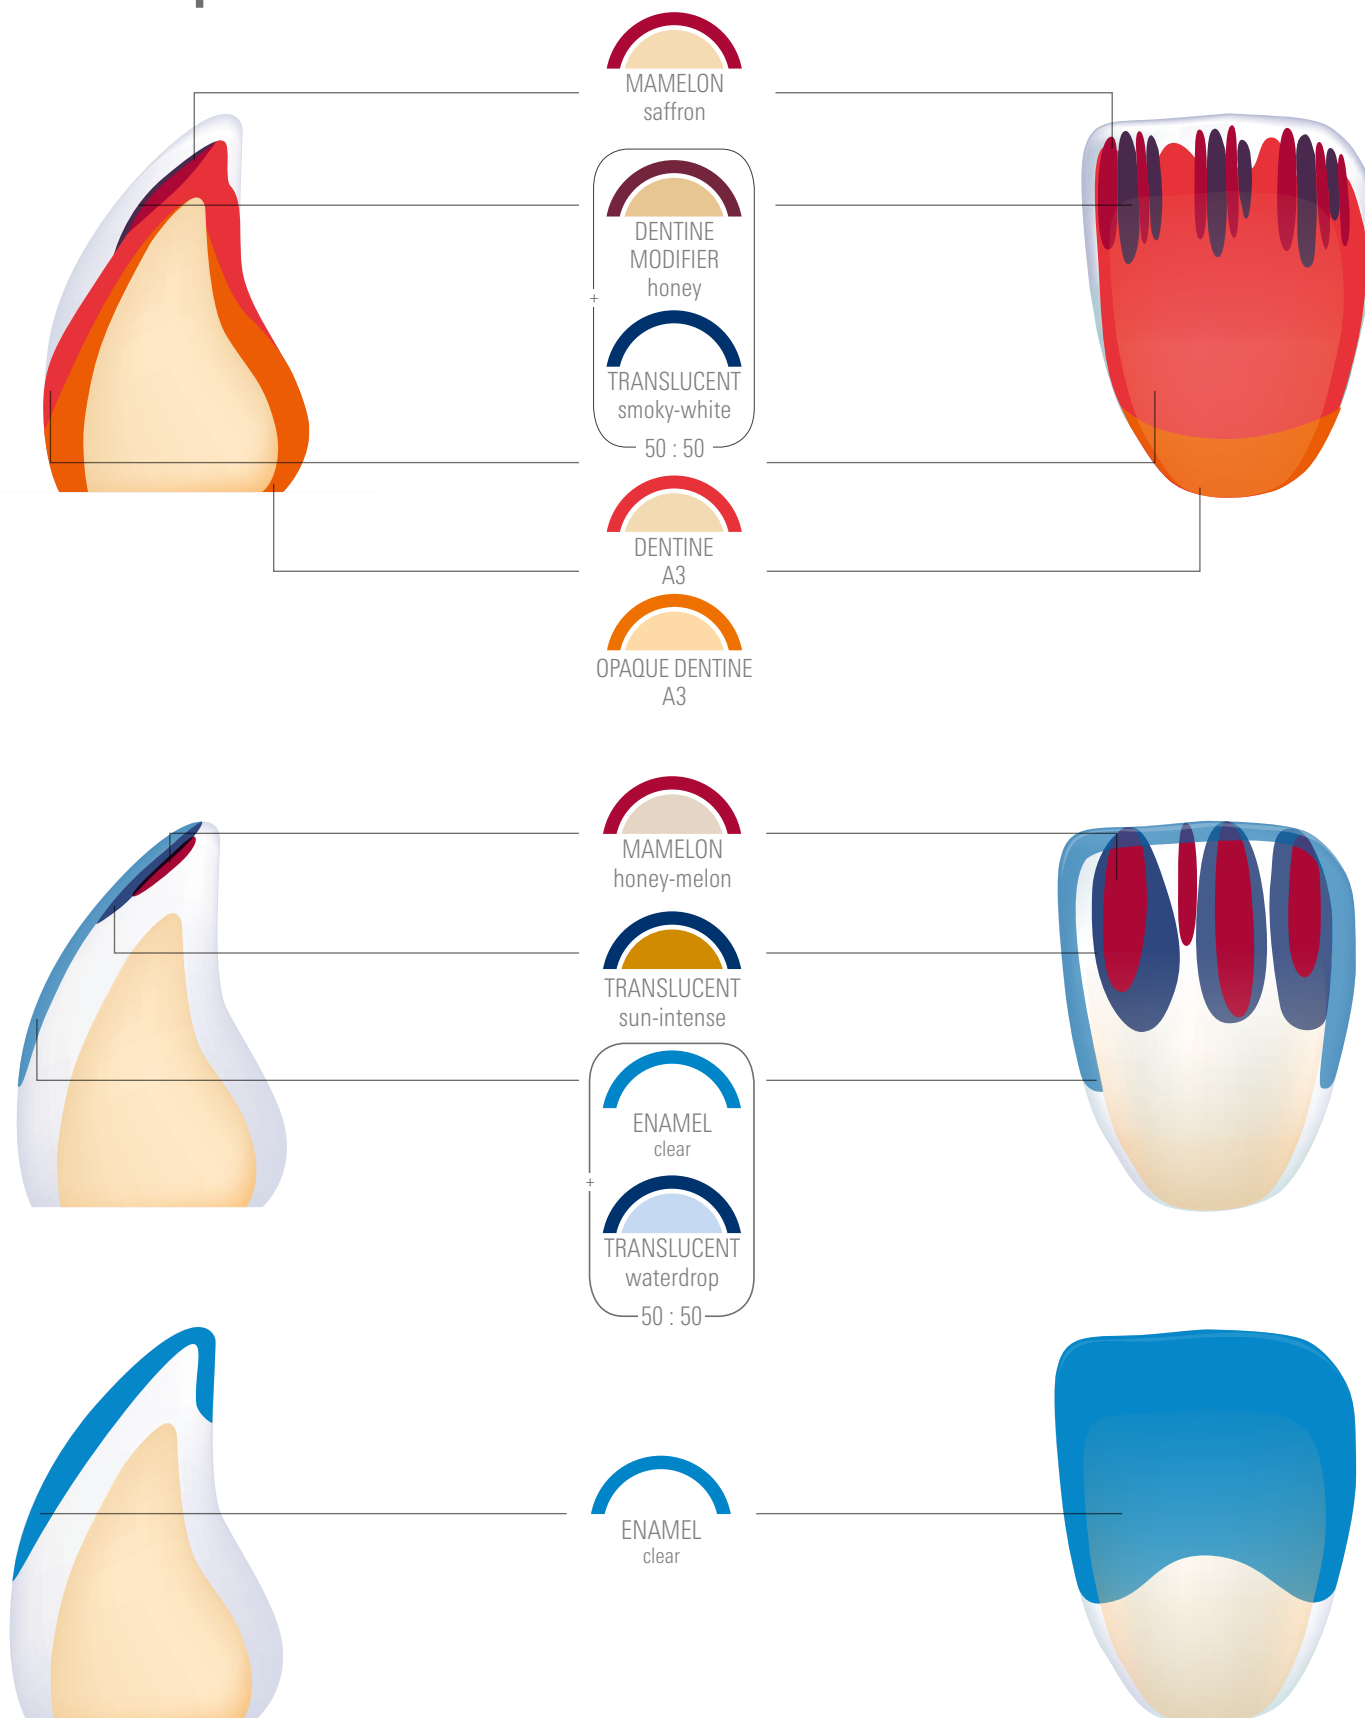 MAMELON
saffron
DENTINE
MODIFIER
honey
+
TRANSLUCENT
smoky-white
50 : 50
DENTINE
A3
OPAQUE DENTINE
A3
MAMELON
honey-melon
TRANSLUCENT
sun-intense
ENAMEL
clear
+
TRANSLUCENT
waterdrop
50 : 50
ENAMEL
clear